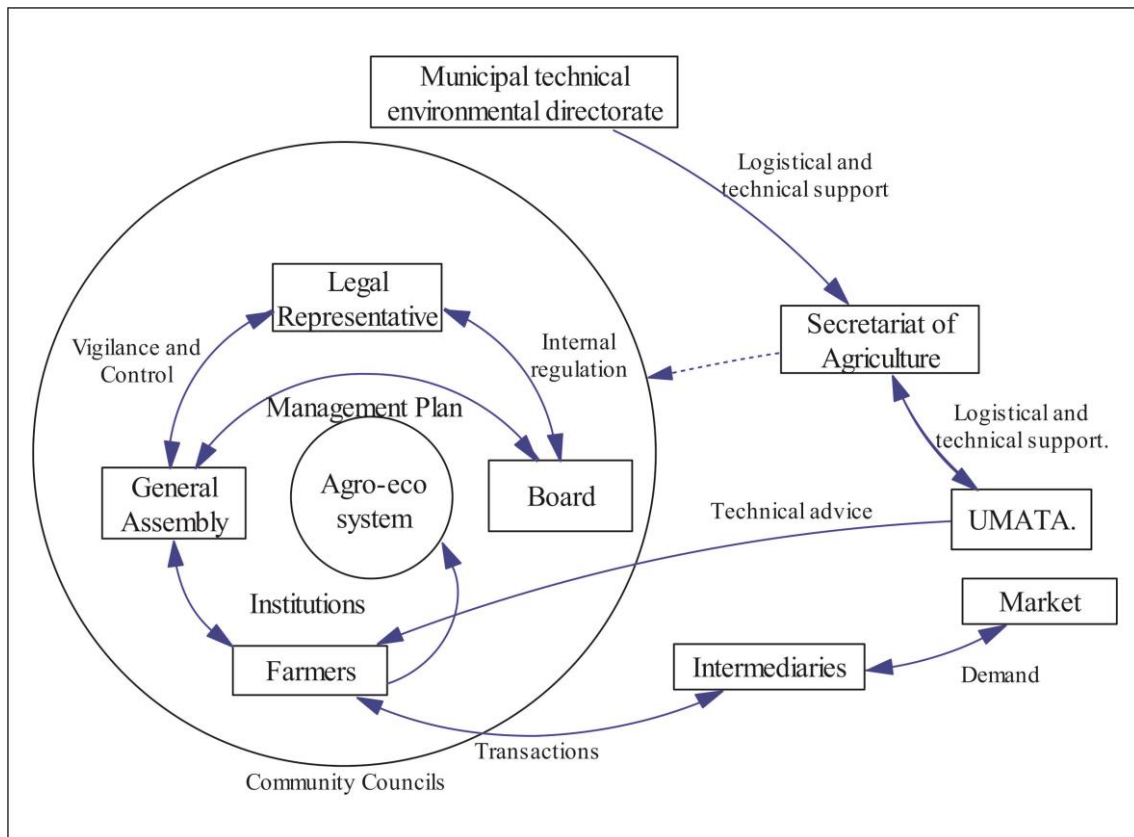 Municipal technical
environmental directorate
Logistical and
technical support
Legal
Representative
Secretariat of
Agriculture
Vigilance and
Control
Internal
regulation
Management Plan
Logistical and
technical support.
General
Assembly
Agro-eco
system
Board
Technical advice
UMATA.
Institutions
Market
Farmers
Intermediaries
Demand
Transactions
Community Councils